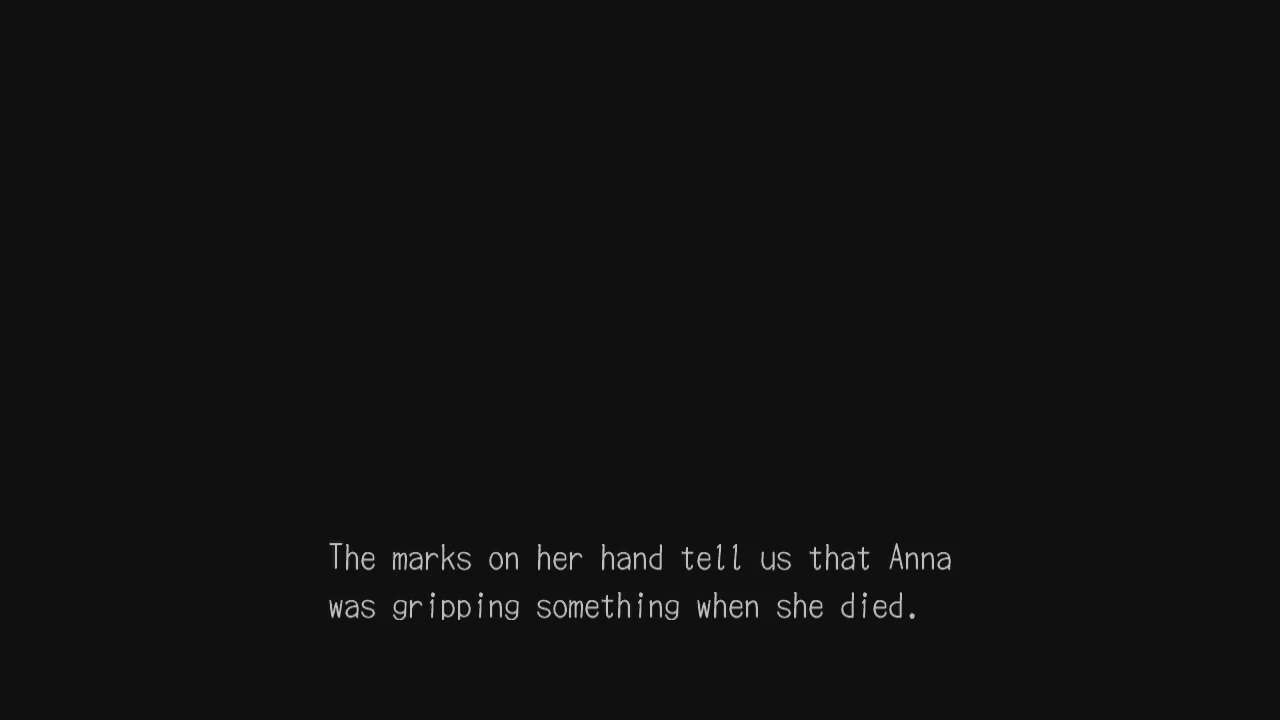 The marks on her hand tell us that Anna
was gripping something when she died.